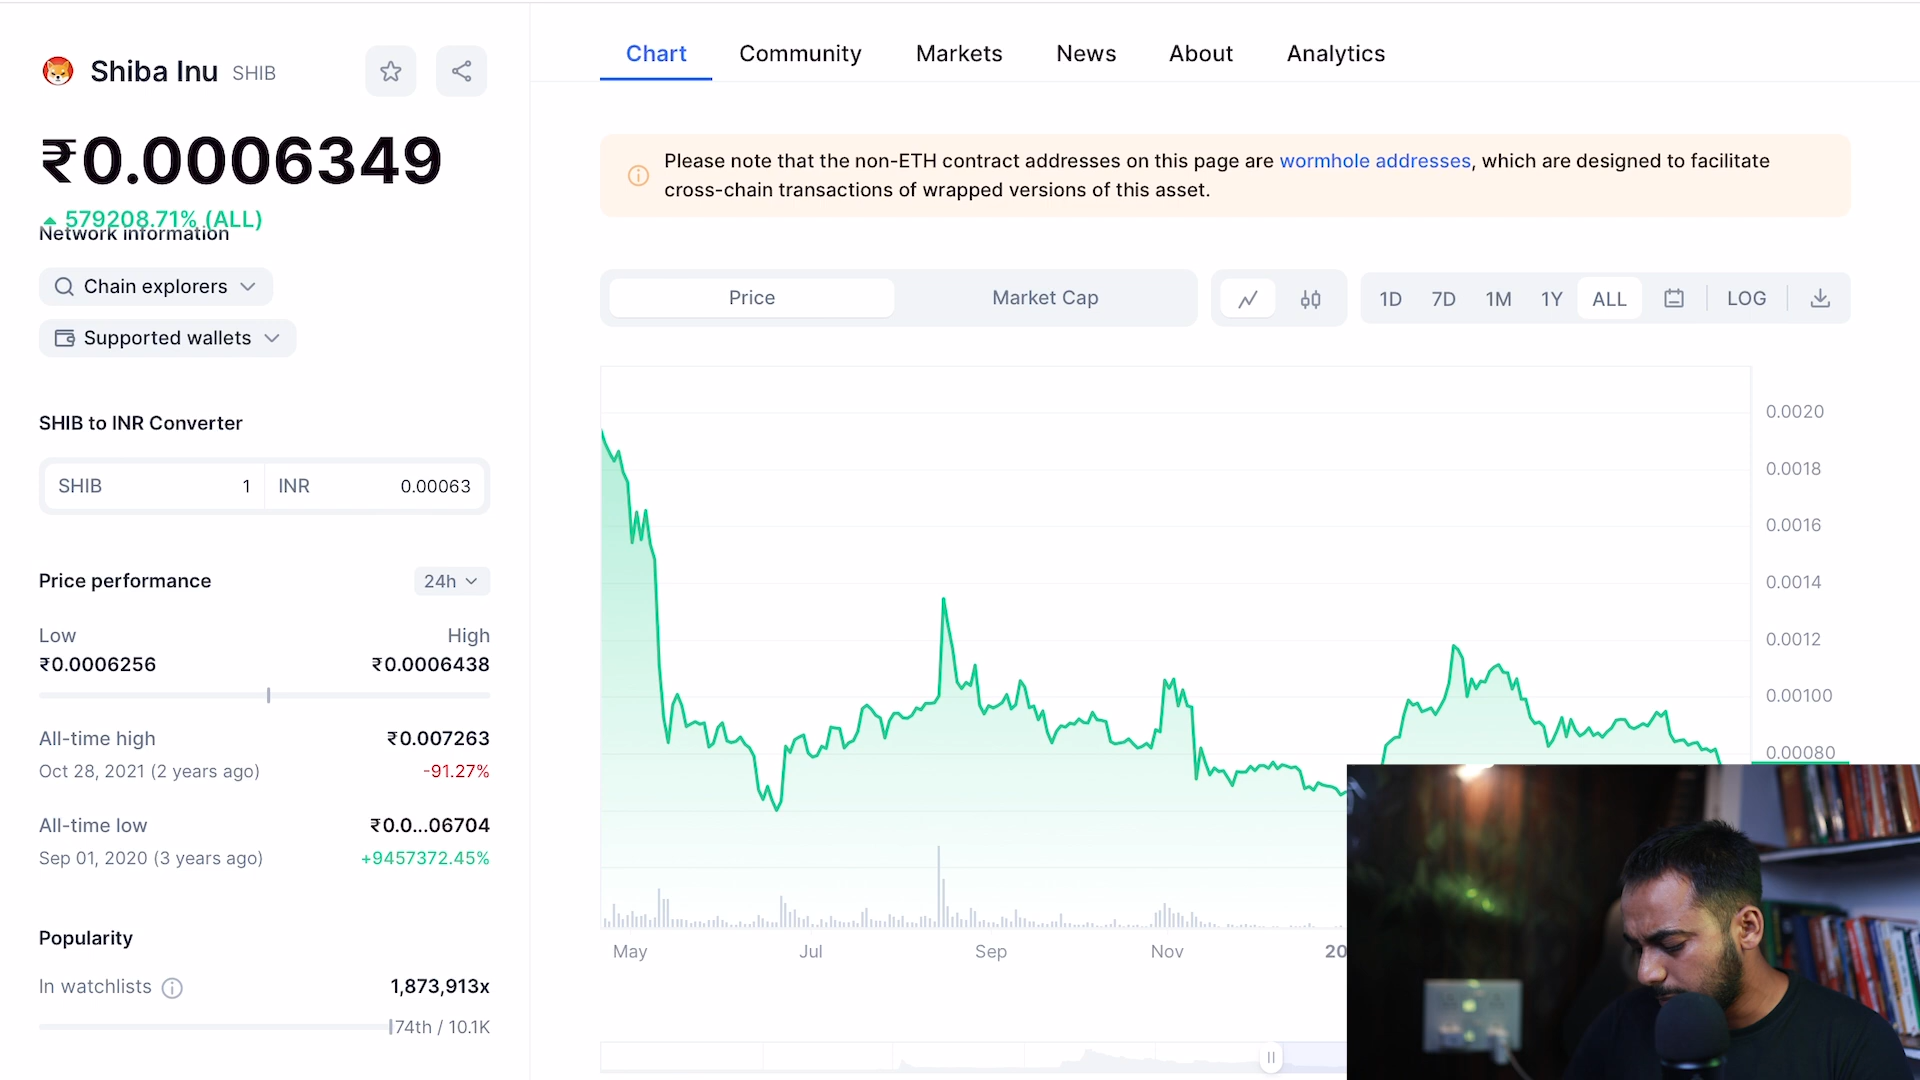 Shiba Inu SHIB
₹0.0006349
579208.71% (ALL)
Network information
Chain explorers
Supported wallets
SHIB to INR Converter
SHIB 1 INR 0.00063
Price performance 24h
Low High
₹0.0006256 ₹0.0006438
All-time high ₹0.007263
Oct 28, 2021 (2 years ago) -91.27%
All-time low ₹0.0...06704
Sep 01, 2020 (3 years ago) +9457372.45%
Popularity
In watchlists 1,873,913x
74th / 10.1K
Chart Community Markets News About Analytics
Please note that the non-ETH contract addresses on this page are wormhole addresses, which are designed to facilitate
cross-chain transactions of wrapped versions of this asset.
Price Market Cap 1D 7D 1M 1Y ALL LOG
0.0020
0.0018
0.0016
0.0014
0.0012
0.00100
0.00080
May Jul Sep Nov 20